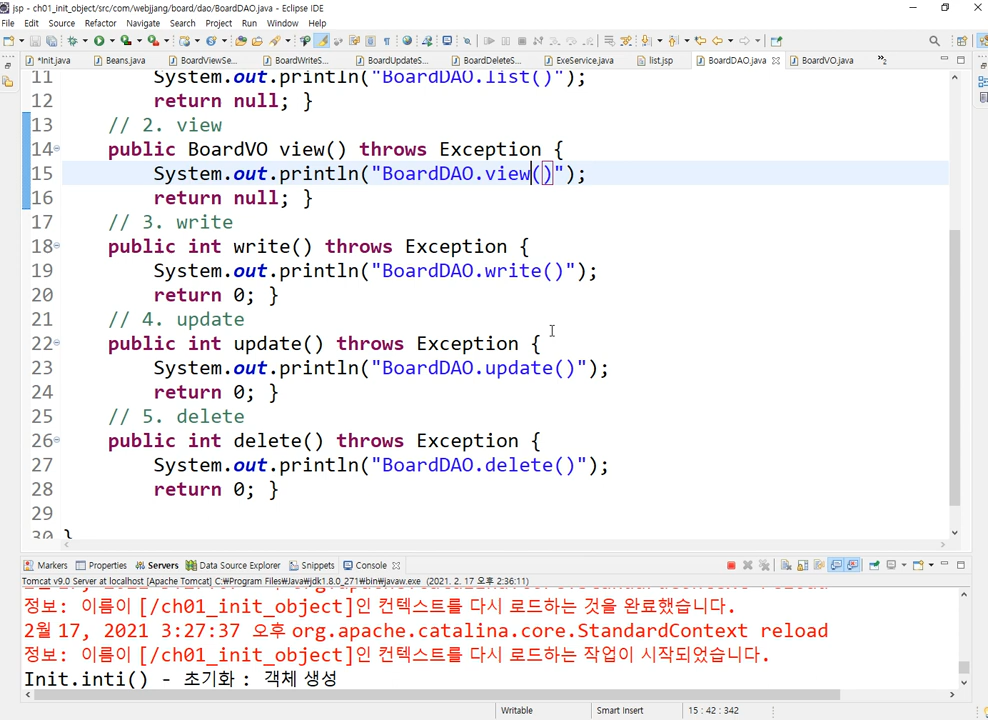 jsp - ch01_init_object/src/com/webjjang/board/dao/BoardDAO.java - Eclipse IDE
File Edit Source Refactor Navigate Search Project Run Window Help
*Init.java Beans.java BoardViewSe... BoardWriteS... BoardUpdateS... BoardDeleteS... ExeService.java list.jsp BoardDAO.java BoardVO.java
11 System.out.println("BoardDAO.list()");
12 return null; }
13 // 2. view
14 public BoardVO view() throws Exception {
15 System.out.println("BoardDAO.view()");
16 return null; }
17 // 3. write
18 public int write() throws Exception {
19 System.out.println("BoardDAO.write()");
20 return 0; }
21 // 4. update
22 public int update() throws Exception {
23 System.out.println("BoardDAO.update()");
24 return 0; }
25 // 5. delete
26 public int delete() throws Exception {
27 System.out.println("BoardDAO.delete()");
28 return 0; }
29
30 }
Markers Properties Servers Data Source Explorer Snippets Console
Tomcat v9.0 Server at localhost [Apache Tomcat] C:₩Program Files₩Java₩jdk1.8.0_271₩bin₩javaw.exe (2021. 2. 17 오후 2:36:11)
정보: 이름이 [/ch01_init_object]인 컨텍스트를 다시 로드하는 것을 완료했습니다.
2월 17, 2021 3:27:37 오후 org.apache.catalina.core.StandardContext reload
정보: 이름이 [/ch01_init_object]인 컨텍스트를 다시 로드하는 작업이 시작되었습니다.
Init.inti() - 초기화 : 객체 생성
Writable Smart Insert 15 : 42 : 342